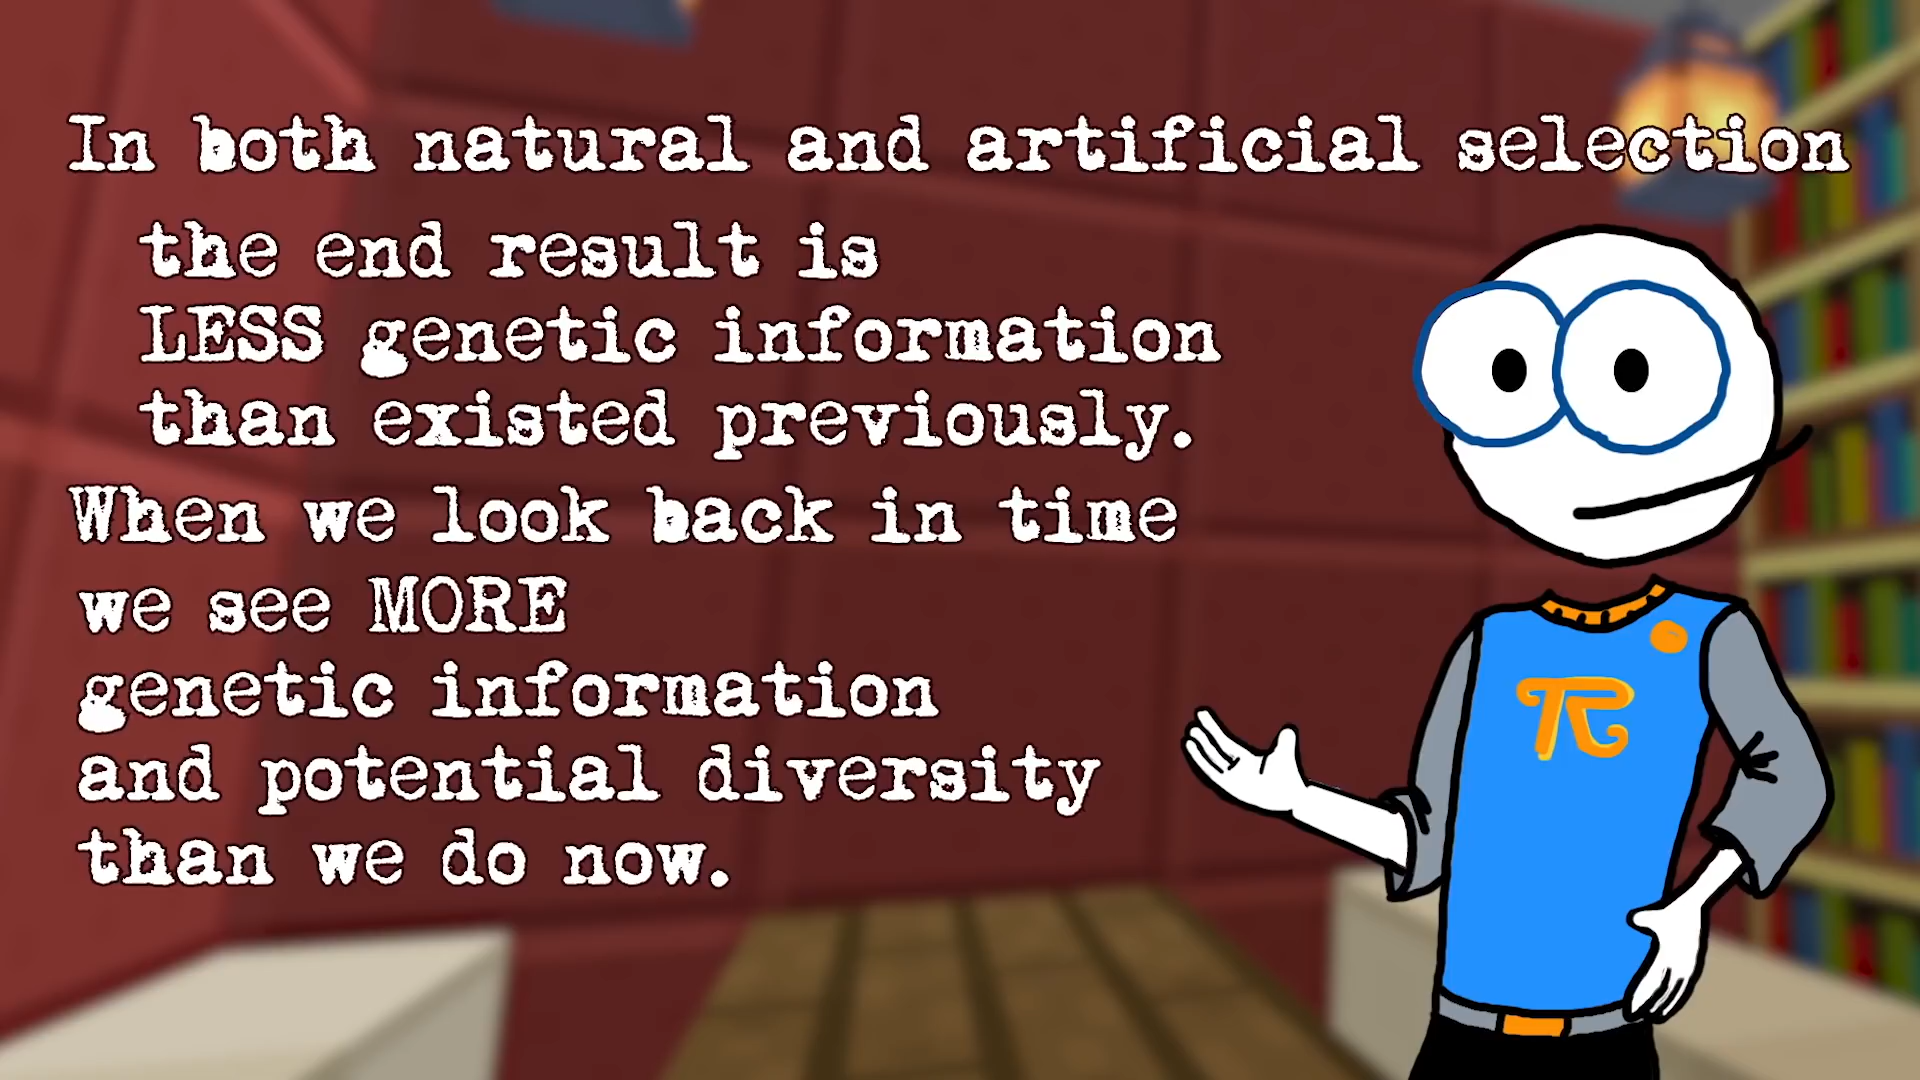 In both natural and artificial selection
the end result is
LESS genetic information
than existed previously.
When we look back in time
we see MORE
genetic information
and potential diversity
than we do now.